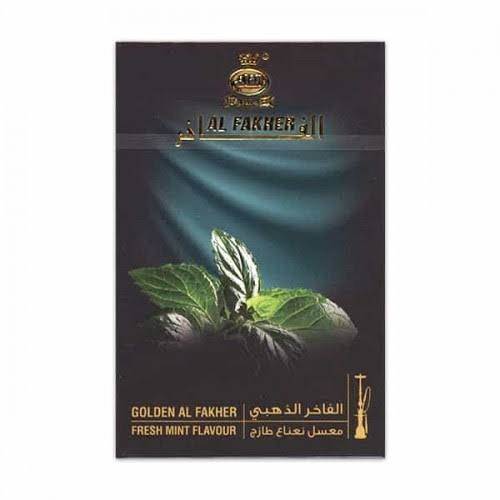 الفاخر
AL FAKHER
GOLDEN AL FAKHER
الفاخر الذهبي
FRESH MINT FLAVOUR
معسل نعناع طازج